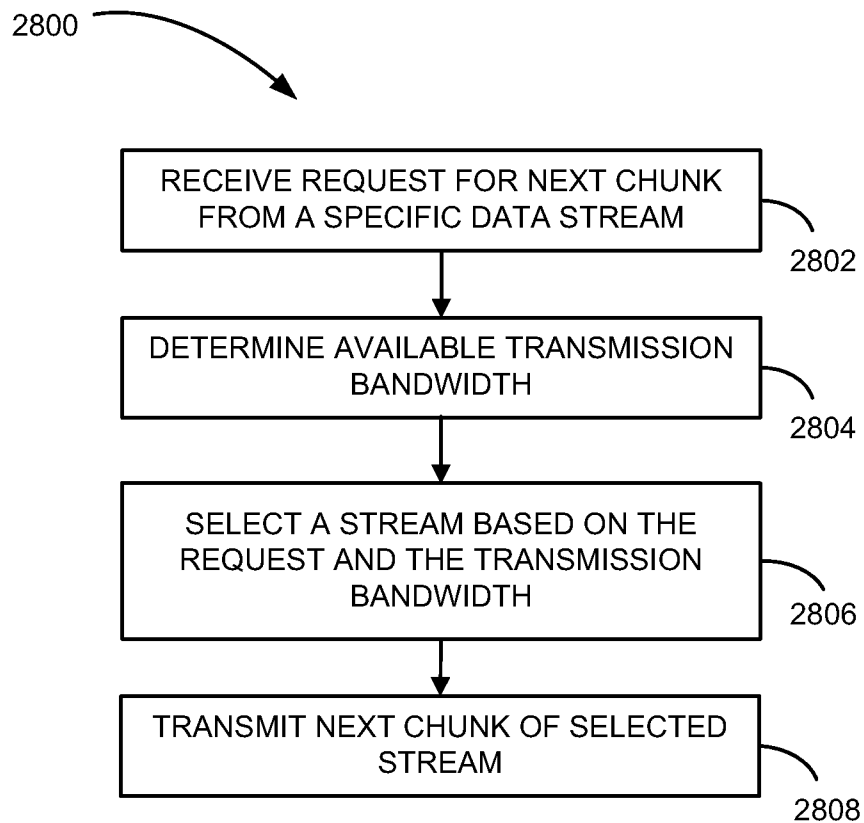 2800
RECEIVE REQUEST FOR NEXT CHUNK
FROM A SPECIFIC DATA STREAM
2802
DETERMINE AVAILABLE TRANSMISSION
BANDWIDTH
2804
SELECT A STREAM BASED ON THE
REQUEST AND THE TRANSMISSION
BANDWIDTH
2806
TRANSMIT NEXT CHUNK OF SELECTED
STREAM
2808